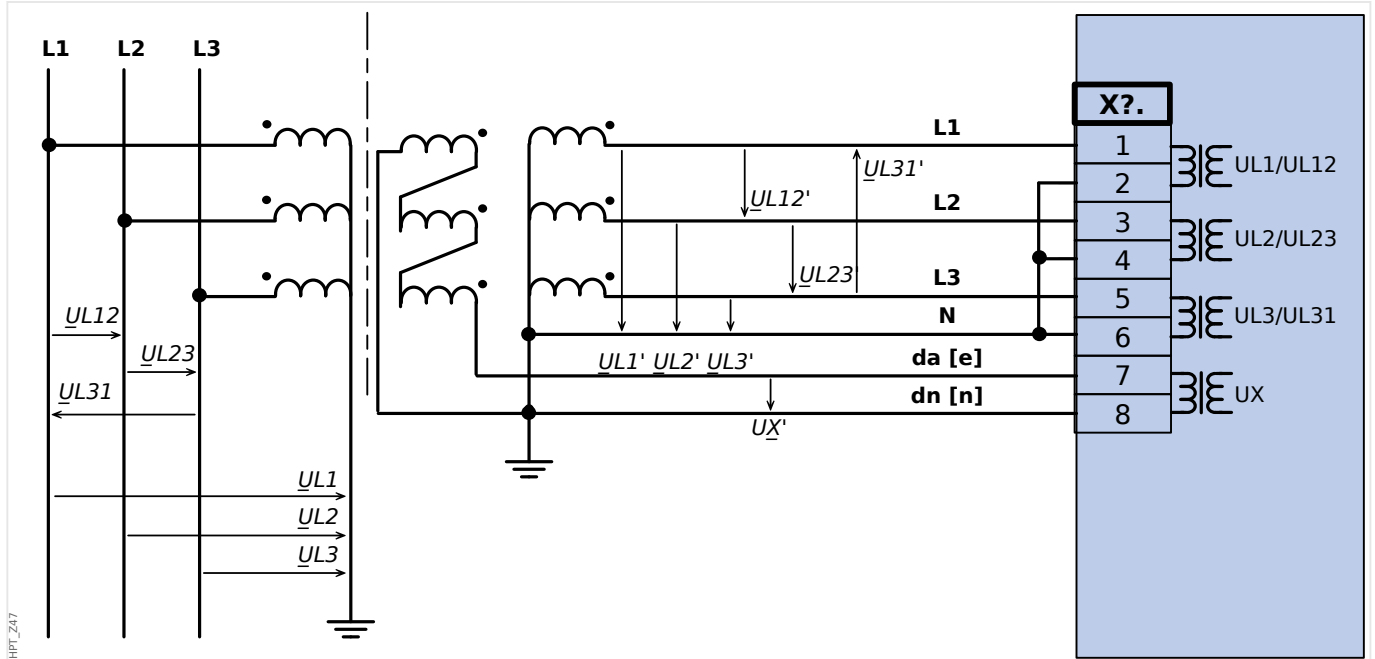 L1 L2 L3
X?.
L1
1
UL1/UL12
UL31'
2
UL12'
L2
3
UL2/UL23
4
UL23'
L3
5
UL3/UL31
N
6
UL12
UL23
UL31
UL1' UL2' UL3'
da [e]
7
UX
dn [n]
8
UX'
UL1
UL2
UL3
HPT_Z47